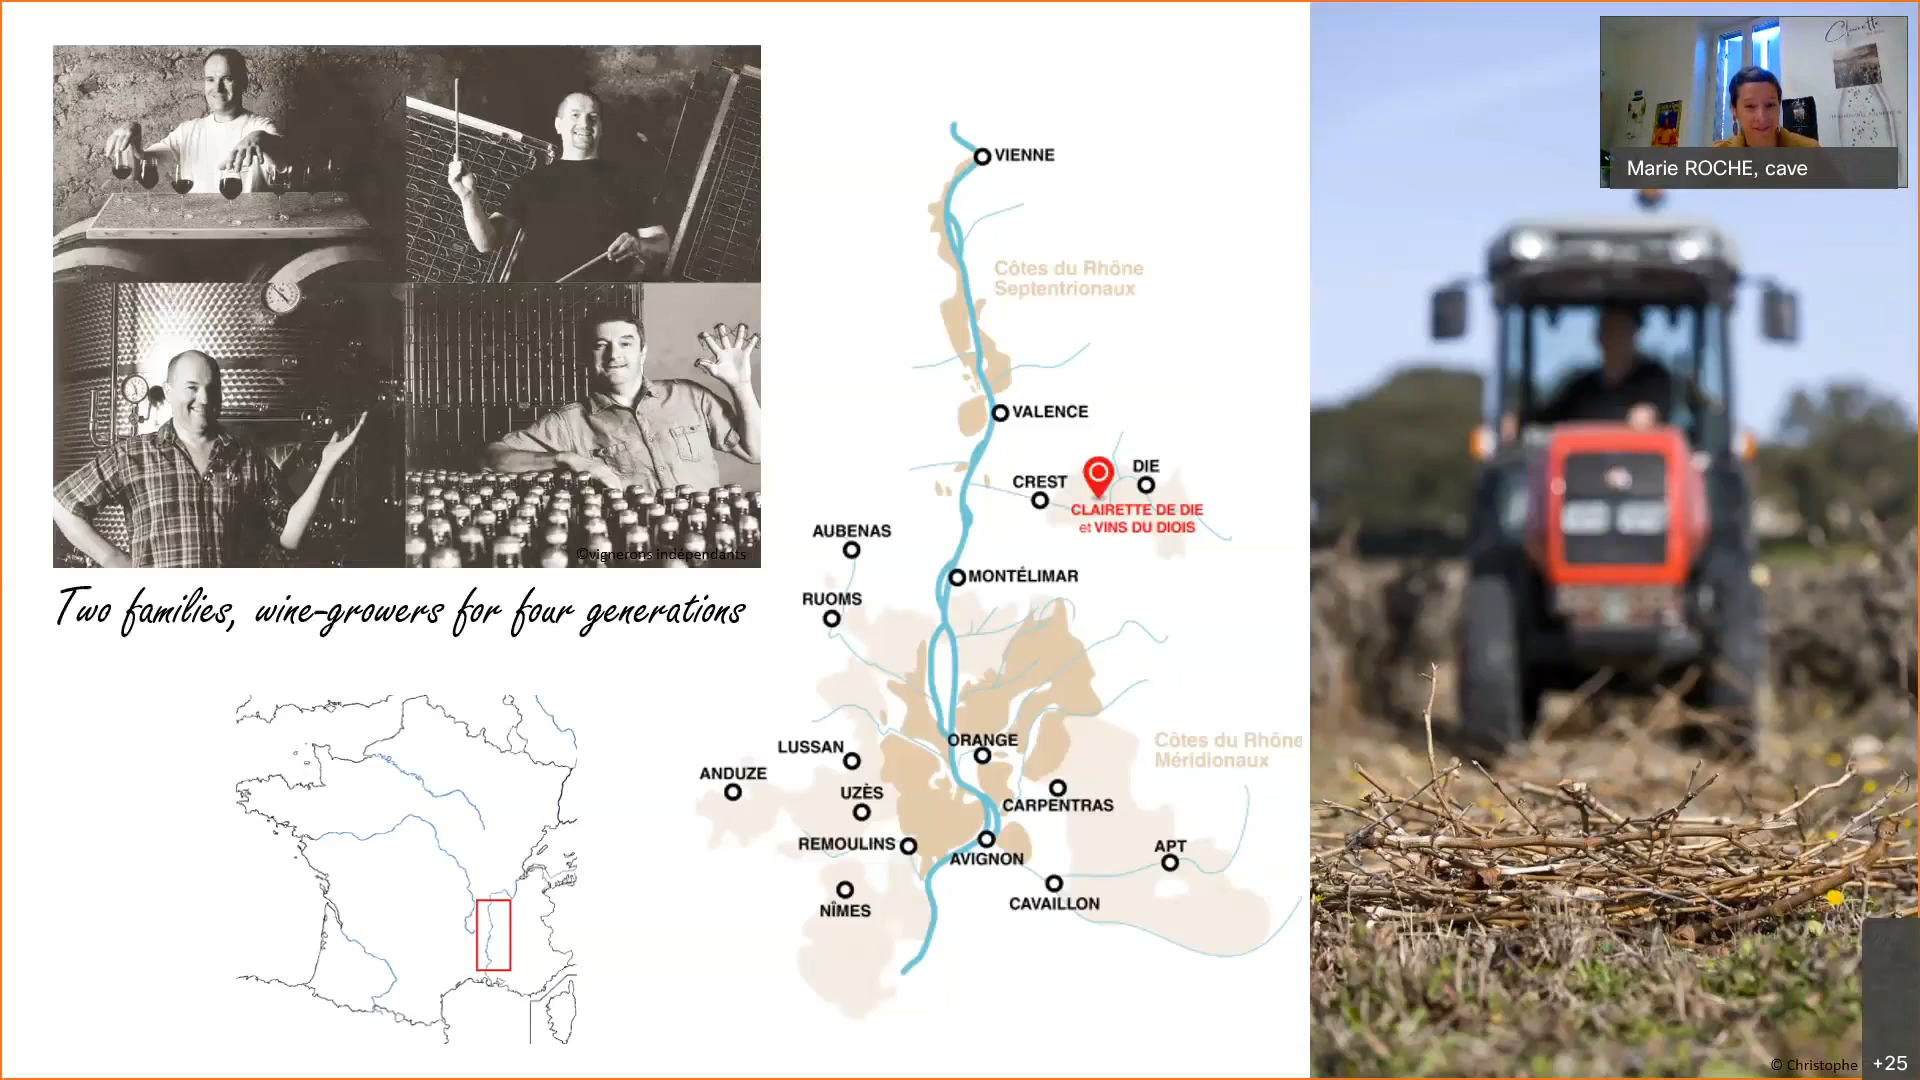 ©vignerons indépendants
Two families, wine-growers for four generations
VIENNE
Côtes du Rhône
Septentrionaux
VALENCE
CREST
DIE
CLAIRETTE DE DIE
et VINS DU DIOIS
AUBENAS
MONTÉLIMAR
RUOMS
ORANGE
Côtes du Rhône
Méridionaux
LUSSAN
ANDUZE
UZÈS
CARPENTRAS
REMOULINS
AVIGNON
APT
CAVAILLON
NÎMES
Clairette
Marie ROCHE, cave
© Christophe
+25